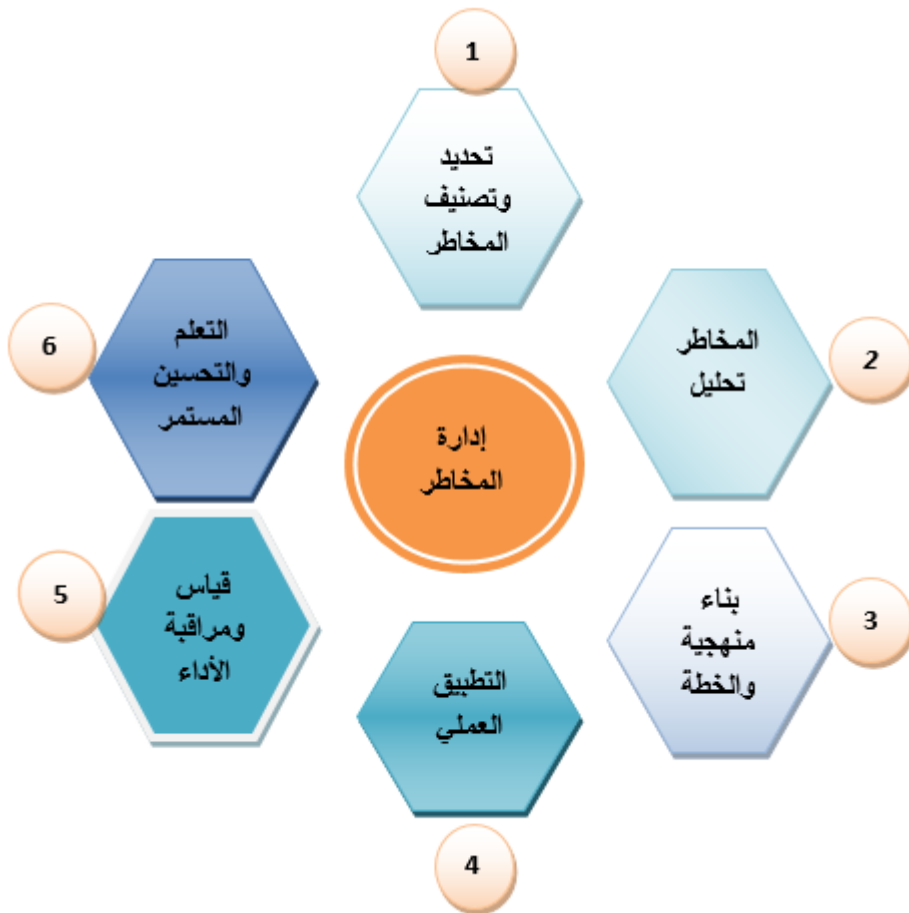 1
تحديد
وتصنيف
المخاطر
2
المخاطر
تحليل
3
بناء
منهجية
والخطة
4
التطبيق
العملي
5
قياس
ومراقبة
الأداء
6
التعلم
والتحسين
المستمر
إدارة
المخاطر